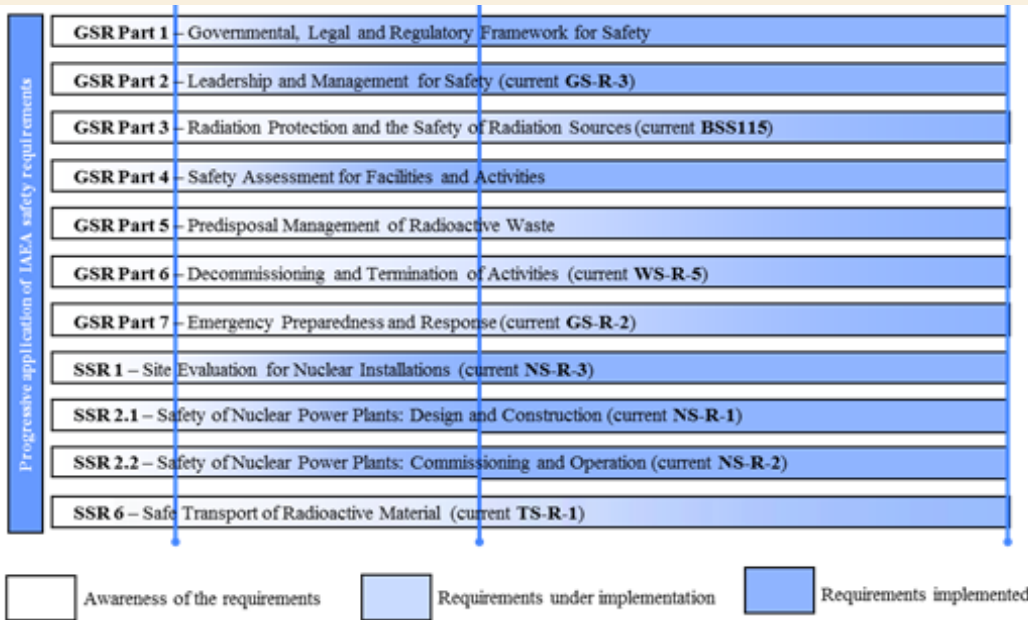 Progressive application of IAEA safety requirements
GSR Part 1 – Governmental, Legal and Regulatory Framework for Safety
GSR Part 2 – Leadership and Management for Safety (current GS-R-3)
GSR Part 3 – Radiation Protection and the Safety of Radiation Sources (current BSS115)
GSR Part 4 – Safety Assessment for Facilities and Activities
GSR Part 5 – Predisposal Management of Radioactive Waste
GSR Part 6 – Decommissioning and Termination of Activities (current WS-R-5)
GSR Part 7 – Emergency Preparedness and Response (current GS-R-2)
SSR 1 – Site Evaluation for Nuclear Installations (current NS-R-3)
SSR 2.1 – Safety of Nuclear Power Plants: Design and Construction (current NS-R-1)
SSR 2.2 – Safety of Nuclear Power Plants: Commissioning and Operation (current NS-R-2)
SSR 6 – Safe Transport of Radioactive Material (current TS-R-1)
Awareness of the requirements
Requirements under implementation
Requirements implemented